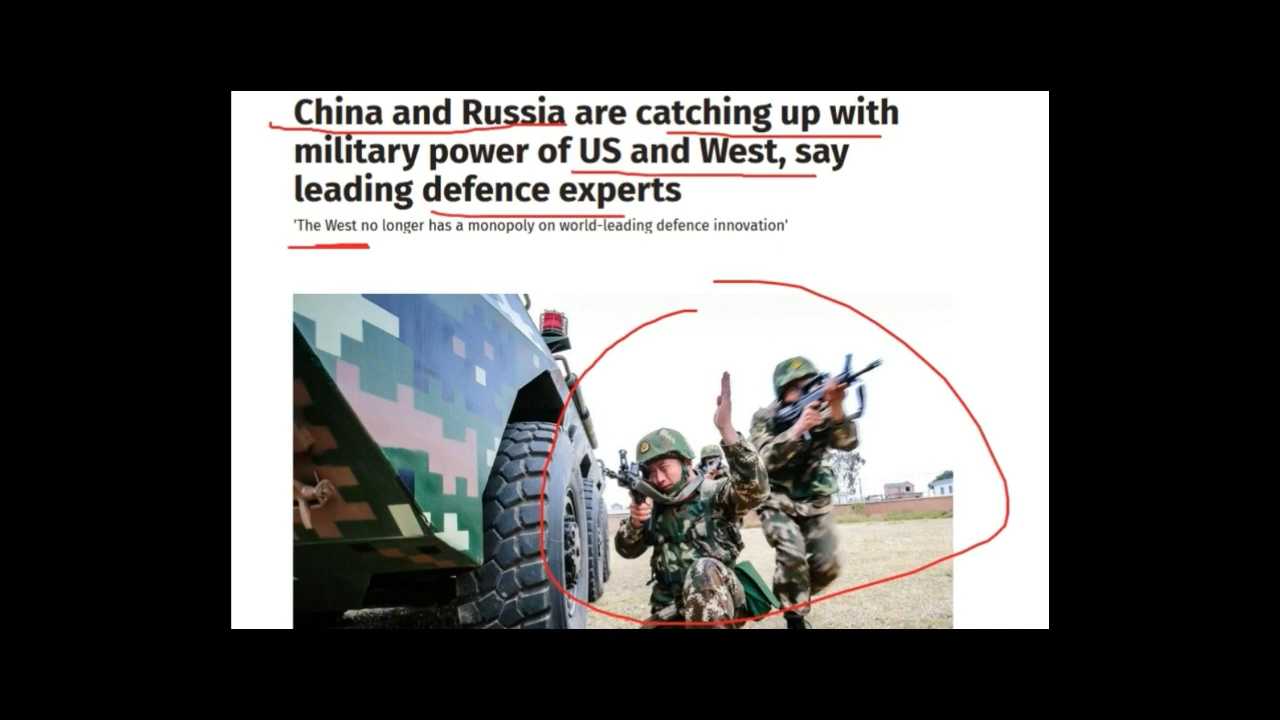 China and Russia are catching up with
military power of US and West, say
leading defence experts
'The West no longer has a monopoly on world-leading defence innovation'